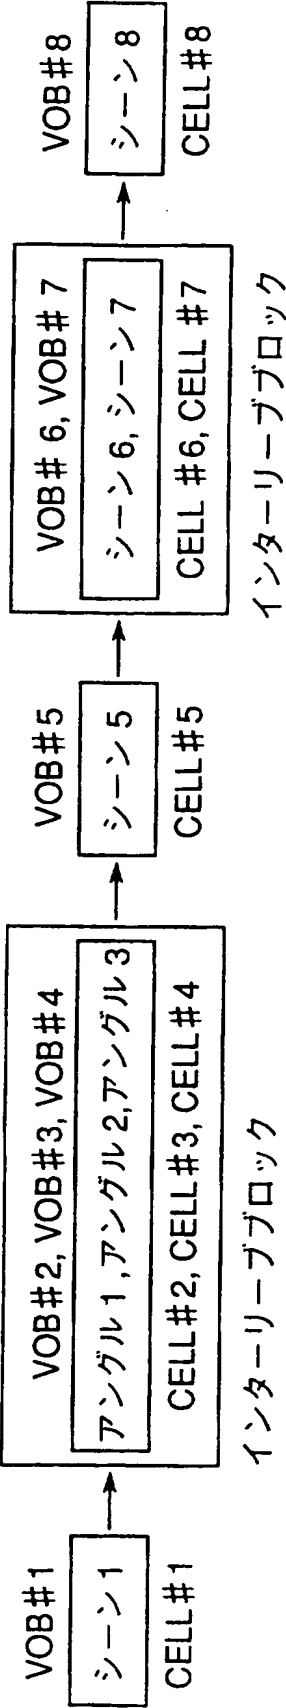 VOB#1
シーン1
CELL#1
VOB#2, VOB#3, VOB#4
アングル1,アングル2,アングル3
CELL#2, CELL#3, CELL#4
インターリーブブロック
VOB#5
シーン5
CELL#5
VOB# 6, VOB# 7
シーン6,シーン7
CELL #6, CELL #7
インターリーブブロック
VOB#8
シーン8
CELL#8